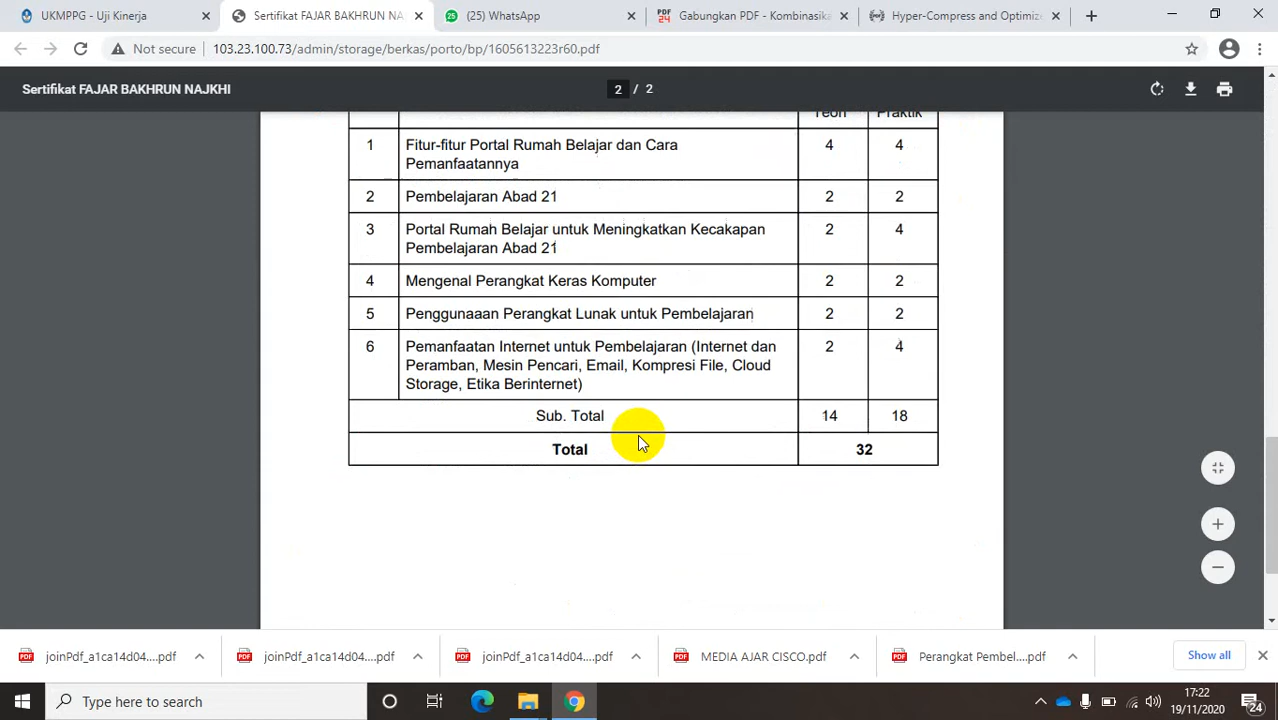 UKMPPG - Uji Kinerja
Sertifikat FAJAR BAKHRUN NA
(25) WhatsApp
Gabungkan PDF - Kombinasika
Hyper-Compress and Optimize
Not secure
103.23.100.73/admin/storage/berkas/porto/bp/1605613223r60.pdf
Sertifikat FAJAR BAKHRUN NAJKHI
2 / 2
Teori Praktik
1 Fitur-fitur Portal Rumah Belajar dan Cara 4 4
Pemanfaatannya
2 Pembelajaran Abad 21 2 2
3 Portal Rumah Belajar untuk Meningkatkan Kecakapan 2 4
Pembelajaran Abad 21
4 Mengenal Perangkat Keras Komputer 2 2
5 Penggunaaan Perangkat Lunak untuk Pembelajaran 2 2
6 Pemanfaatan Internet untuk Pembelajaran (Internet dan 2 4
Peramban, Mesin Pencari, Email, Kompresi File, Cloud
Storage, Etika Berinternet)
Sub. Total 14 18
Total 32
joinPdf_a1ca14d04....pdf
joinPdf_a1ca14d04....pdf
joinPdf_a1ca14d04....pdf
MEDIA AJAR CISCO.pdf
Perangkat Pembel....pdf
Show all
Type here to search
17:22
19/11/2020
24